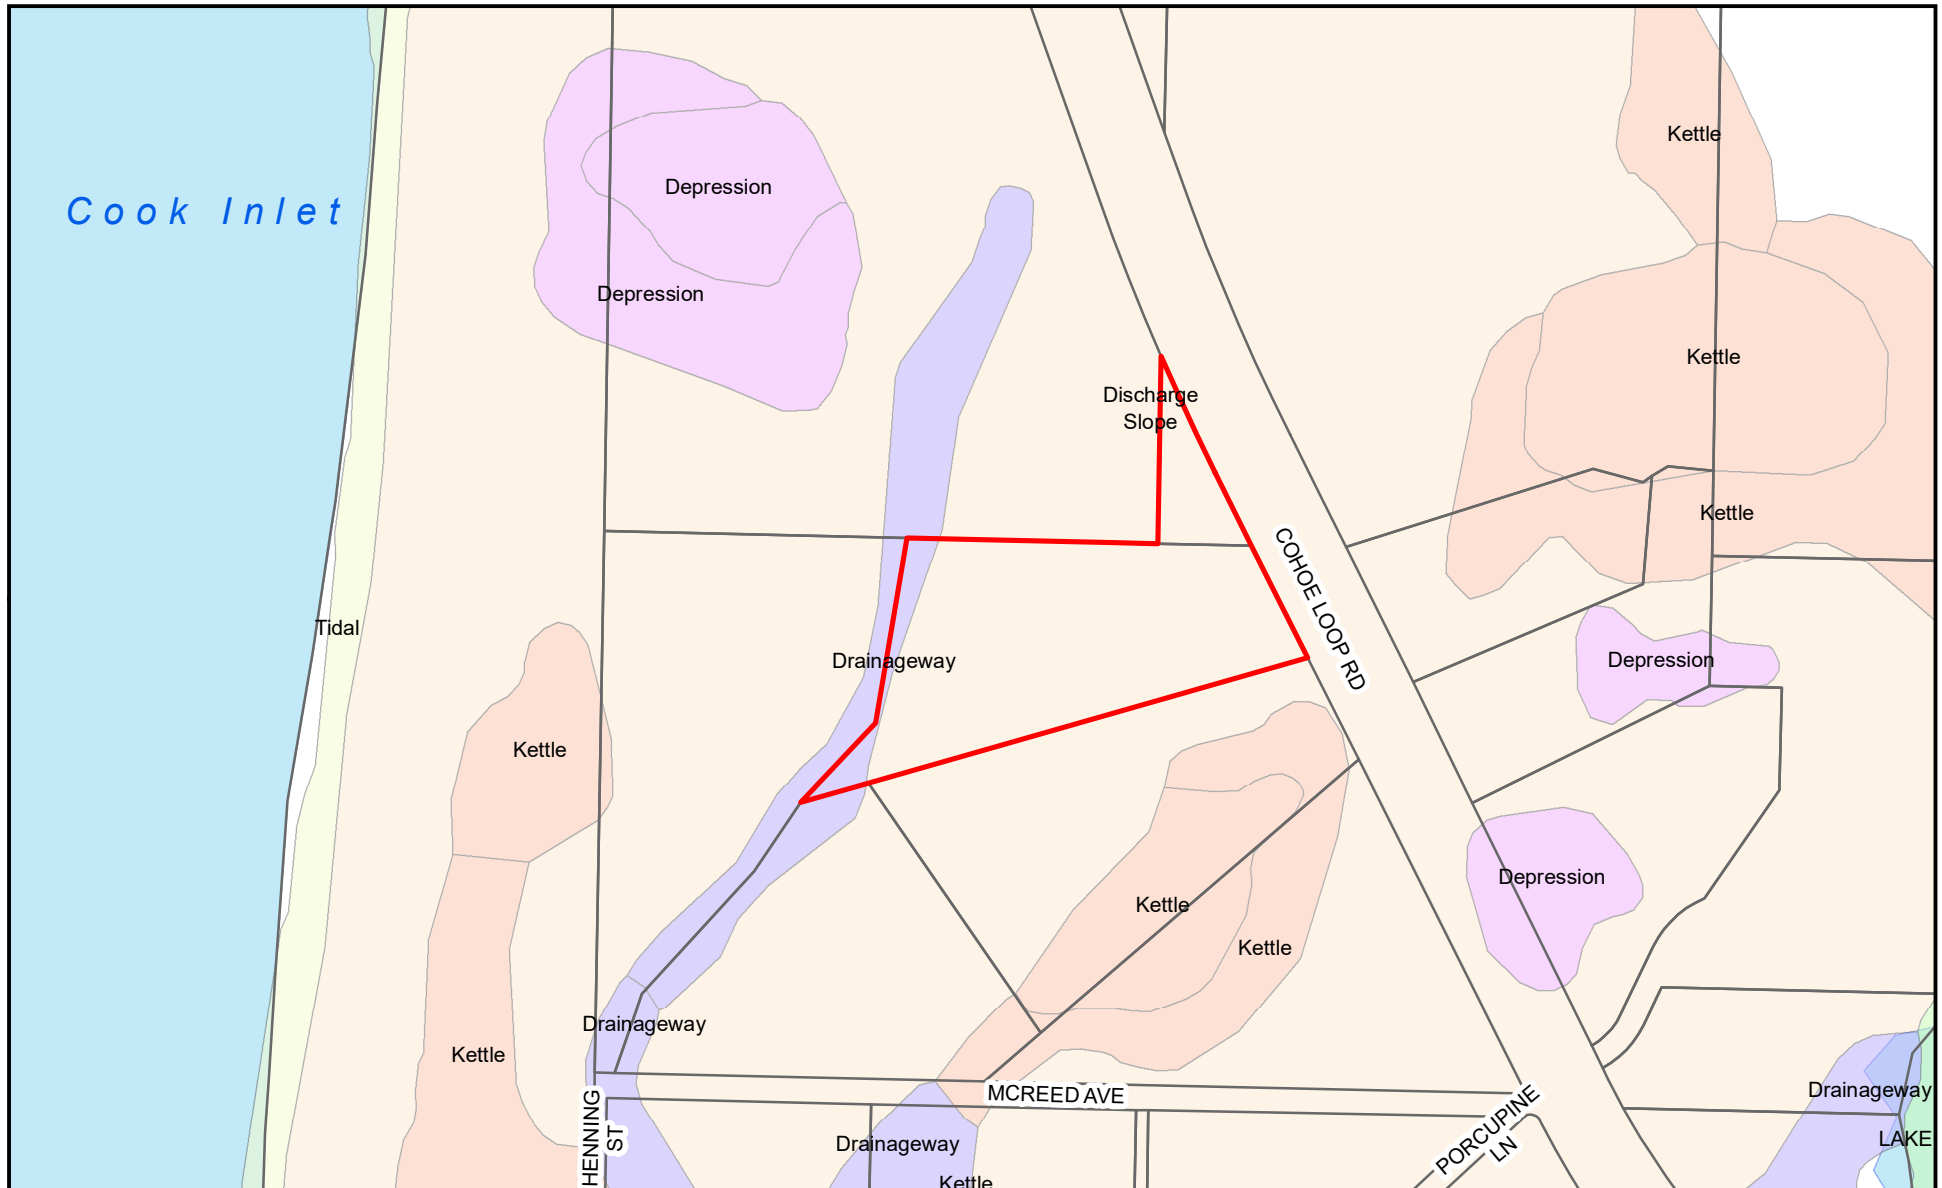 Kettle
Depression
Cook Inlet
Depression
Kettle
Discharge
Slope
Kettle
COHOE LOOP RD
Tidal
Drainageway
Depression
Kettle
Depression
Kettle
Kettle
Drainageway
Kettle
MCREED AVE
Drainageway
HENNING
ST
PORCUPINE
LN
Drainageway
LAKE
Kettle